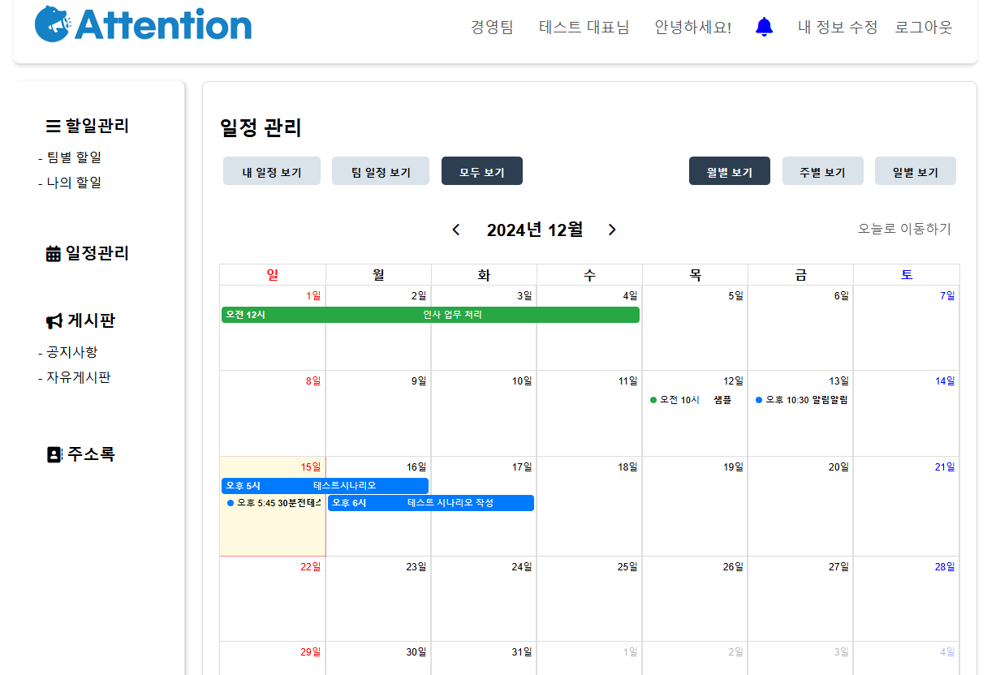 Attention
경영팀 테스트 대표님 안녕하세요! 내 정보 수정 로그아웃
할일관리
- 팀별 할일
- 나의 할일
일정관리
게시판
- 공지사항
- 자유게시판
주소록
일정 관리
내 일정 보기 팀 일정 보기 모두 보기 월별 보기 주별 보기 일별 보기
2024년 12월 오늘로 이동하기
일 월 화 수 목 금 토
1일 2일 3일 4일 5일 6일 7일
오전 12시 인사 업무 처리
8일 9일 10일 11일 12일 13일 14일
오전 10시 샘플 오후 10:30 알림알림
15일 16일 17일 18일 19일 20일 21일
오후 5시 테스트시나리오
오후 5:45 30분전테스 오후 6시 테스트 시나리오 작성
22일 23일 24일 25일 26일 27일 28일
29일 30일 31일 1일 2일 3일 4일